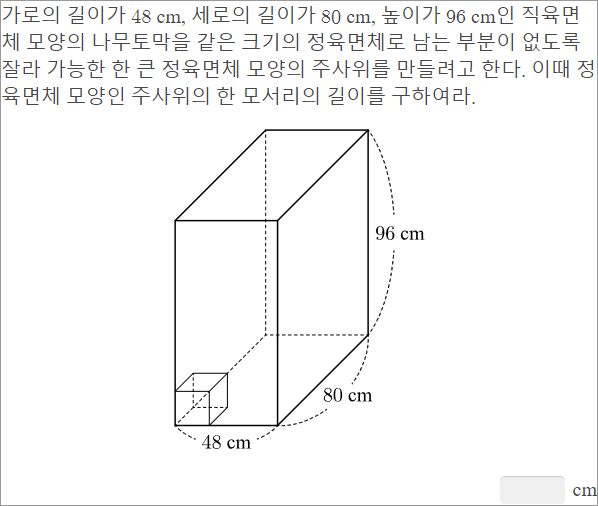 가로의 길이가 48 cm, 세로의 길이가 80 cm, 높이가 96 cm인 직육면
체 모양의 나무토막을 같은 크기의 정육면체로 남는 부분이 없도록
잘라 가능한 한 큰 정육면체 모양의 주사위를 만들려고 한다. 이때 정
육면체 모양인 주사위의 한 모서리의 길이를 구하여라.
96 cm
80 cm
48 cm
cm